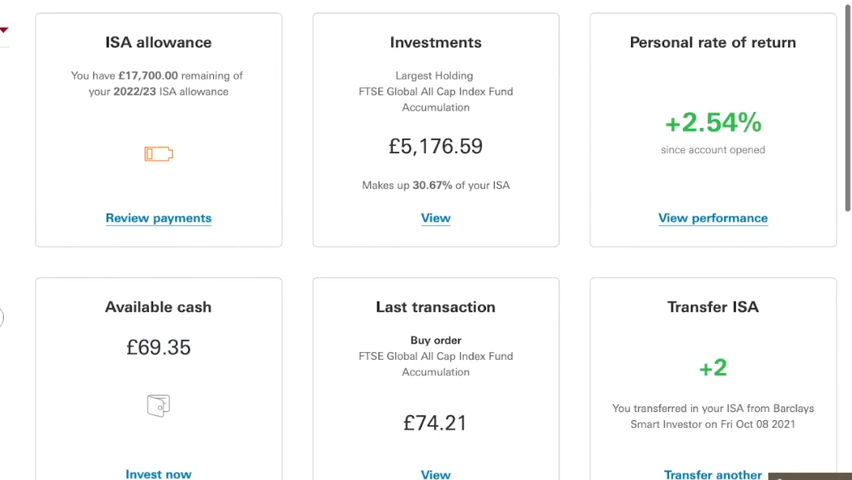 ISA allowance
You have £17,700.00 remaining of
your 2022/23 ISA allowance
Review payments
Investments
Largest Holding
FTSE Global All Cap Index Fund
Accumulation
£5,176.59
Makes up 30.67% of your ISA
View
Personal rate of return
+2.54%
since account opened
View performance
Available cash
£69.35
Invest now
Last transaction
Buy order
FTSE Global All Cap Index Fund
Accumulation
£74.21
View
Transfer ISA
+2
You transferred in your ISA from Barclays
Smart Investor on Fri Oct 08 2021
Transfer another